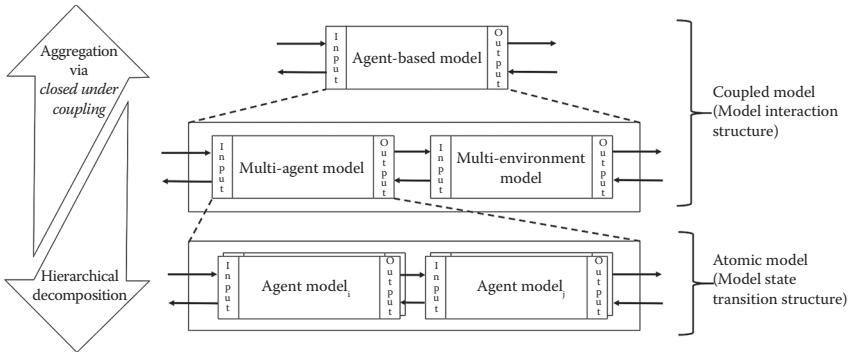 Aggregation
via
closed under
coupling
Hierarchical
decomposition
Input
Agent-based model
Output
Input
Multi-agent model
Output
Input
Multi-environment
model
Output
Input
Agent modelᵢ
Output
Input
Agent modelⱼ
Output
Coupled model
(Model interaction
structure)
Atomic model
(Model state
transition structure)